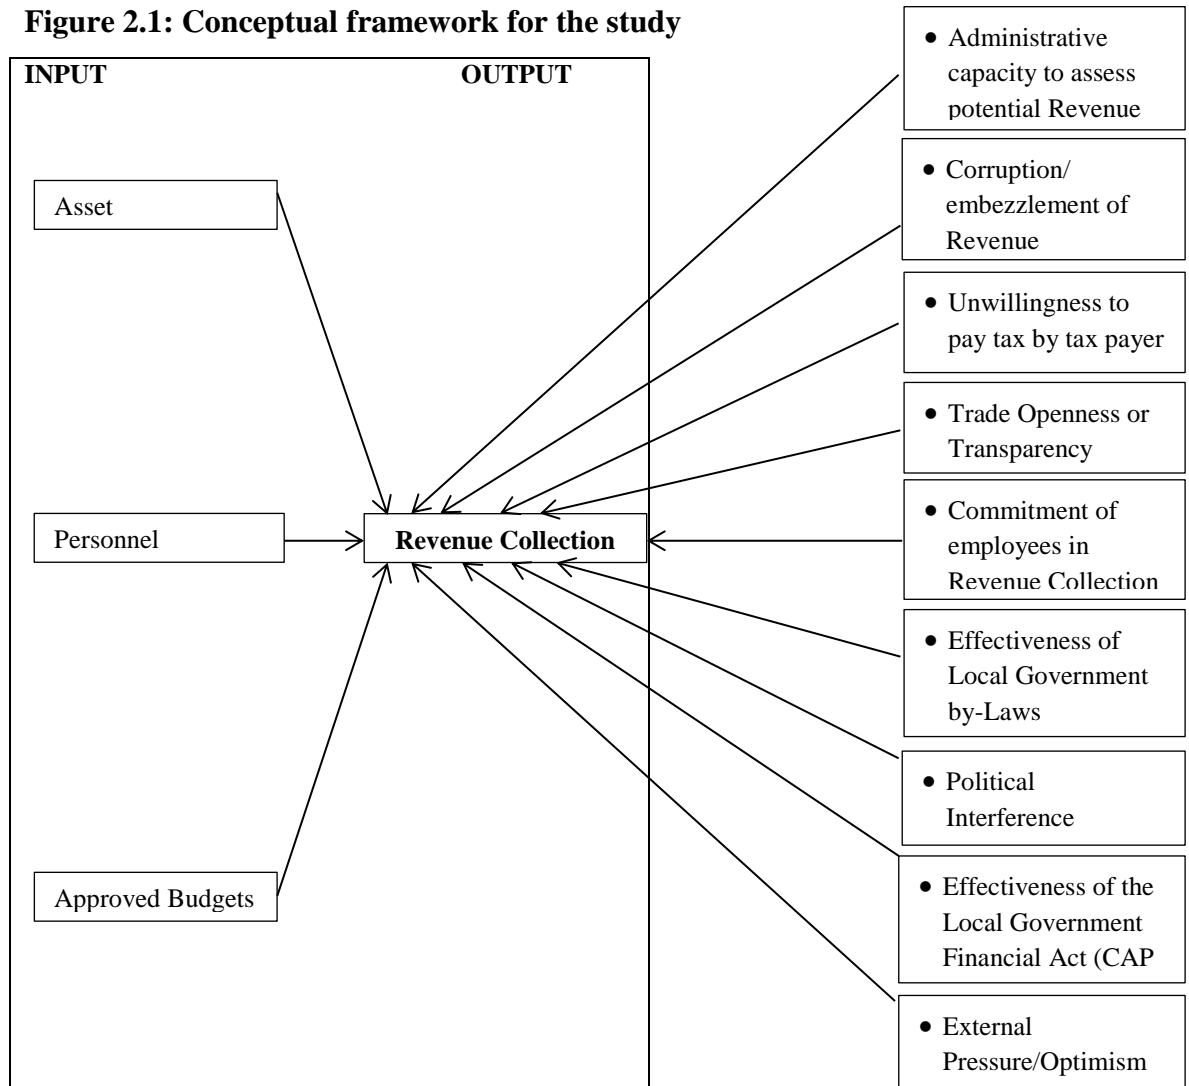 Figure 2.1: Conceptual framework for the study
INPUT
OUTPUT
Asset
Personnel
Approved Budgets
Revenue Collection
• Administrative
capacity to assess
potential Revenue
• Corruption/
embezzlement of
Revenue
• Unwillingness to
pay tax by tax payer
• Trade Openness or
Transparency
• Commitment of
employees in
Revenue Collection
• Effectiveness of
Local Government
by-Laws
• Political
Interference
• Effectiveness of the
Local Government
Financial Act (CAP
• External
Pressure/Optimism